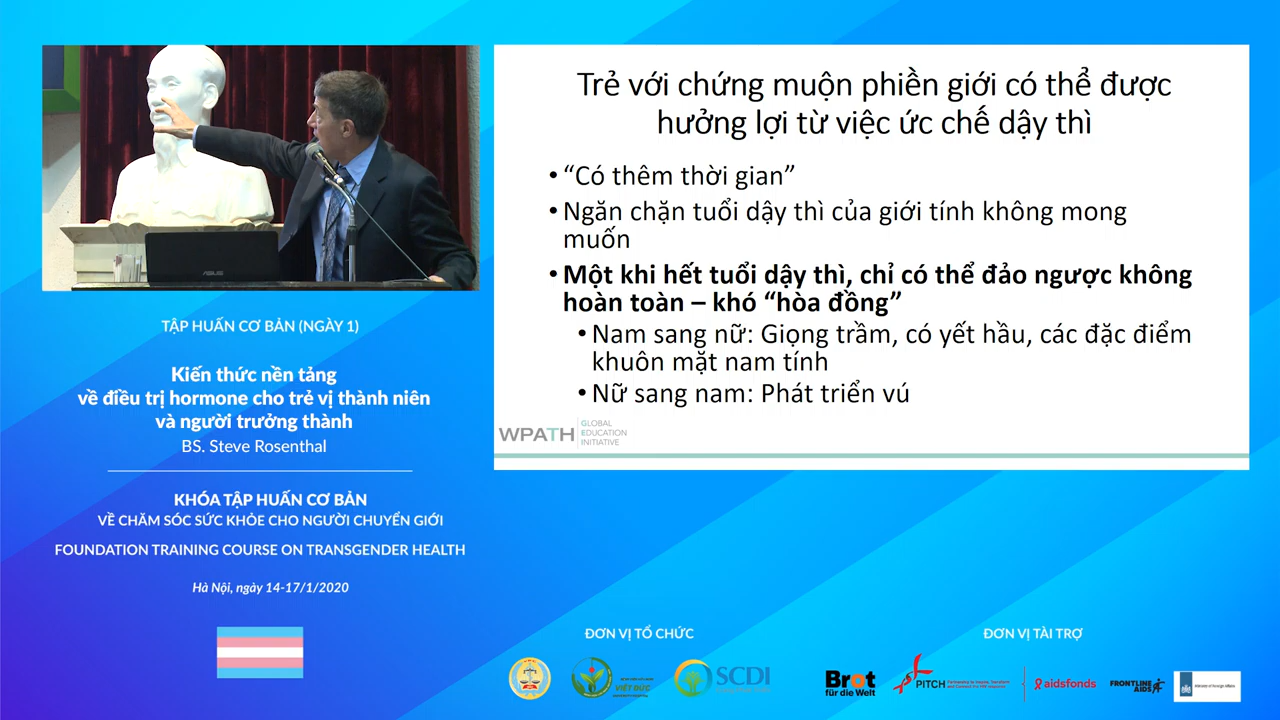 ASUS
TẬP HUẤN CƠ BẢN (NGÀY 1)
Kiến thức nền tảng
về điều trị hormone cho trẻ vị thành niên
và người trưởng thành
BS. Steve Rosenthal
KHÓA TẬP HUẤN CƠ BẢN
VỀ CHĂM SÓC SỨC KHỎE CHO NGƯỜI CHUYỂN GIỚI
FOUNDATION TRAINING COURSE ON TRANSGENDER HEALTH
Hà Nội, ngày 14-17/1/2020
Trẻ với chứng muộn phiền giới có thể được
hưởng lợi từ việc ức chế dậy thì
• “Có thêm thời gian”
• Ngăn chặn tuổi dậy thì của giới tính không mong
muốn
• Một khi hết tuổi dậy thì, chỉ có thể đảo ngược không
hoàn toàn – khó “hòa đồng”
• Nam sang nữ: Giọng trầm, có yết hầu, các đặc điểm
khuôn mặt nam tính
• Nữ sang nam: Phát triển vú
WPATH
GLOBAL
EDUCATION
INITIATIVE
ĐƠN VỊ TỔ CHỨC
VIỆT ĐỨC
SCDI
ĐƠN VỊ TÀI TRỢ
Brot
für die Welt
PITCH
aidsfonds
FRONTLINE
AIDS
Ministry of Foreign Affairs